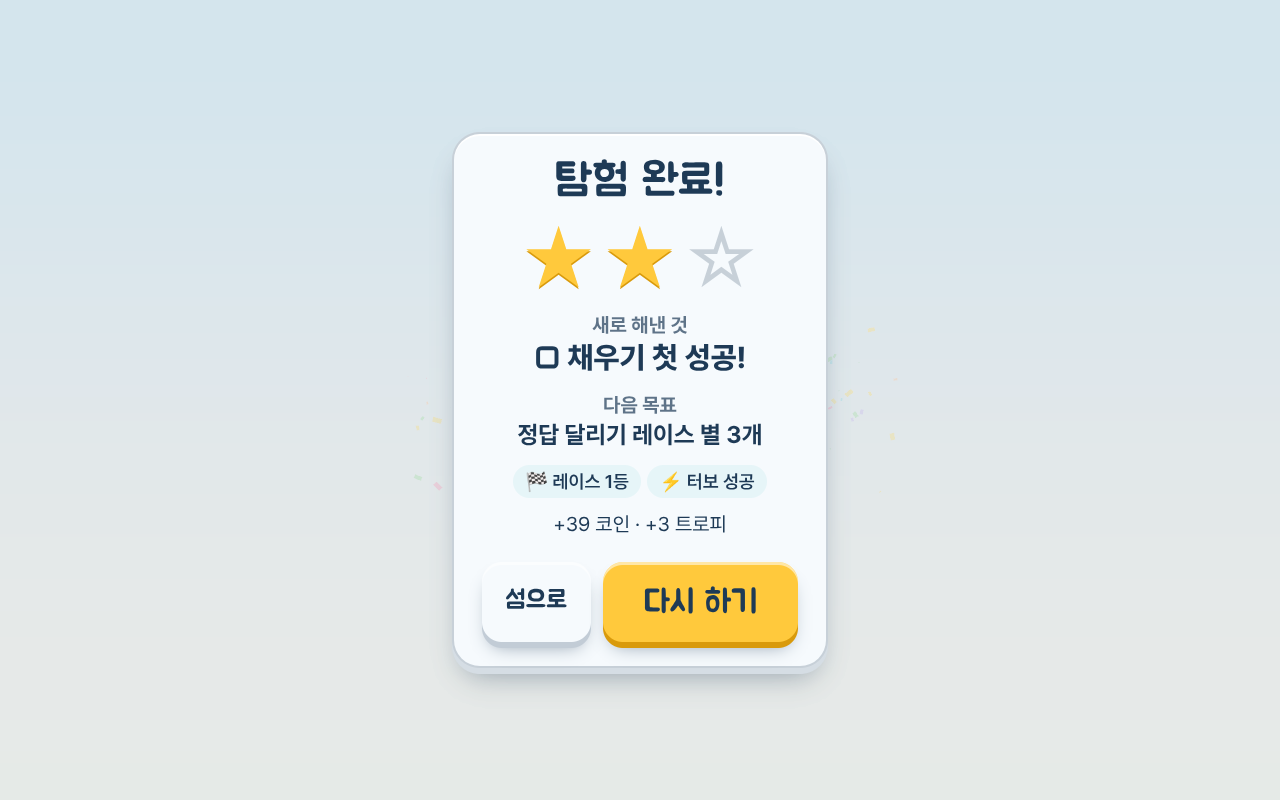 탐험 완료!
새로 해낸 것
□ 채우기 첫 성공!
다음 목표
정답 달리기 레이스 별 3개
🏁 레이스 1등 ⚡ 터보 성공
+39 코인 · +3 트로피
섬으로 다시 하기